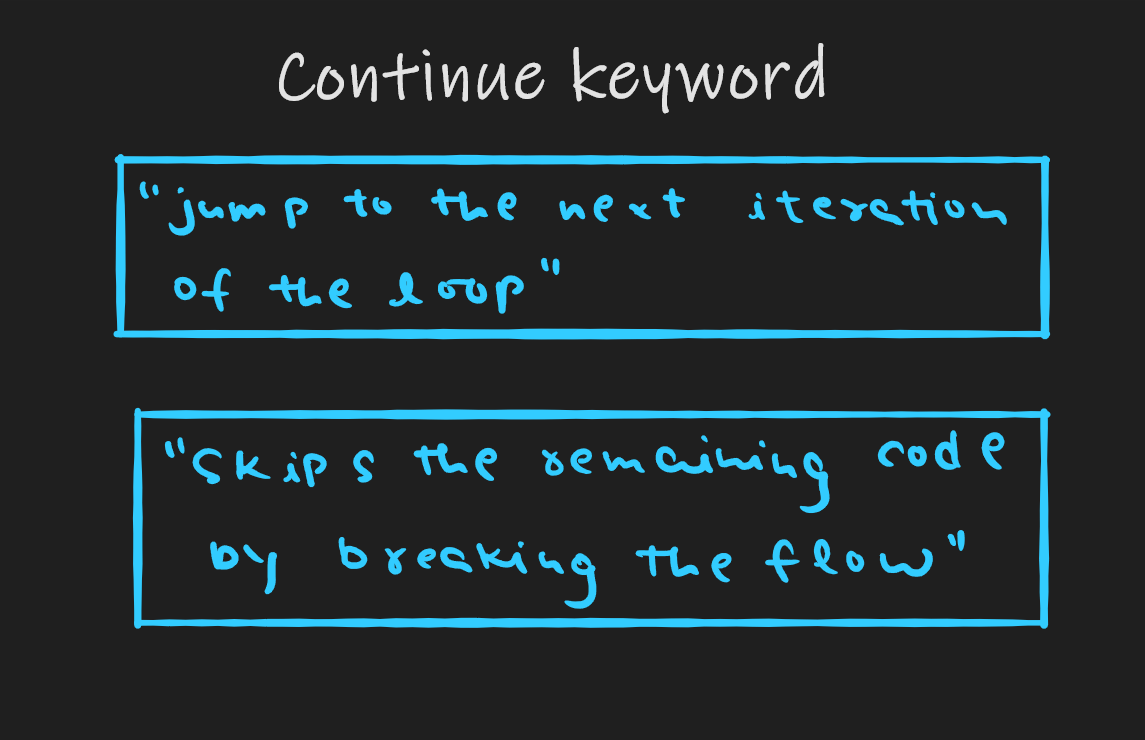 Continue keyword
"jump to the next iteration
of the loop"
"Skips the remaining code
by breaking the flow"